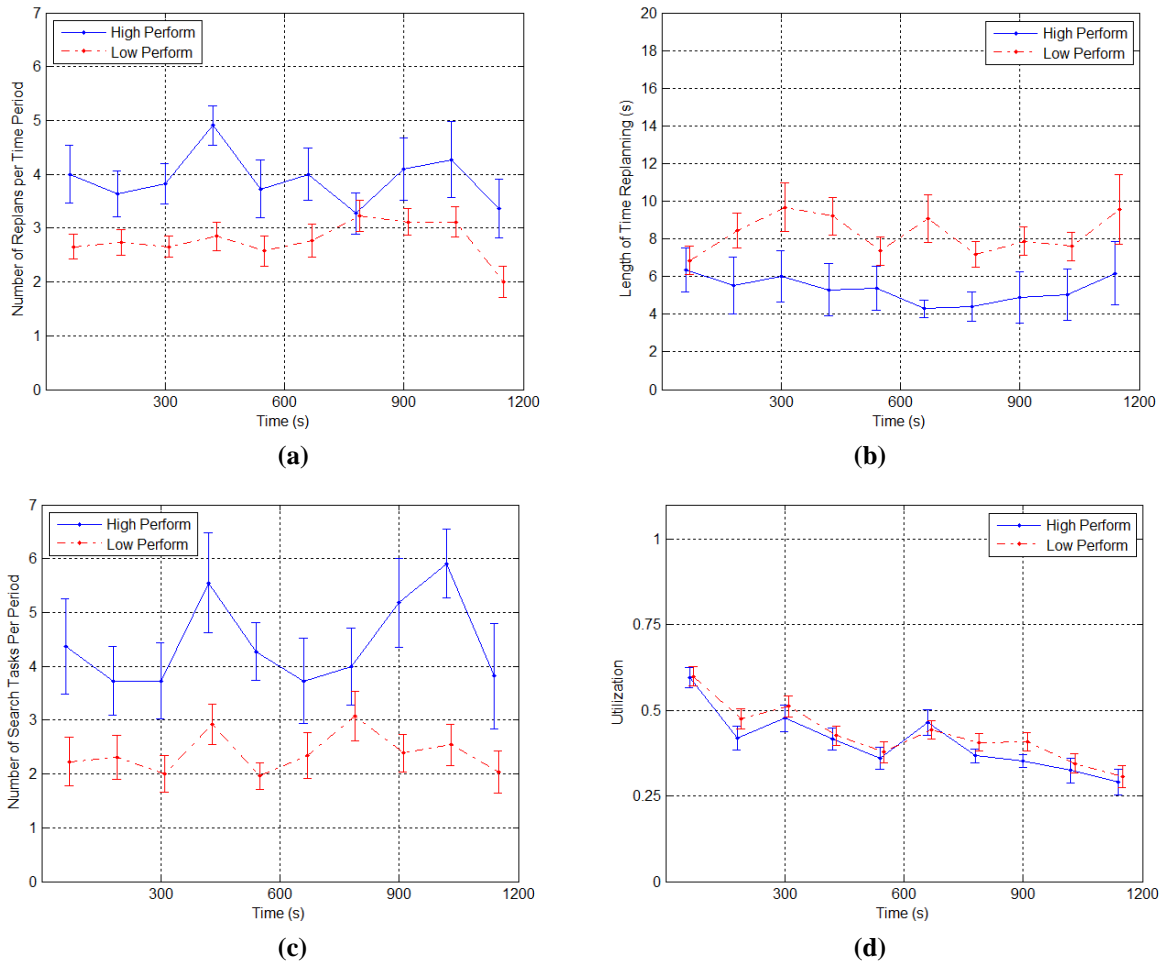 7
6
5
4
3
2
1
0
Number of Replans per Time Period
High Perform
Low Perform
300
600
900
1200
Time (s)
(a)
20
18
16
14
12
10
8
6
4
2
0
Length of Time Replanning (s)
High Perform
Low Perform
300
600
900
1200
Time (s)
(b)
7
6
5
4
3
2
1
0
Number of Search Tasks Per Period
High Perform
Low Perform
300
600
900
1200
Time (s)
(c)
1
0.75
0.5
0.25
0
Utilization
High Perform
Low Perform
300
600
900
1200
Time (s)
(d)